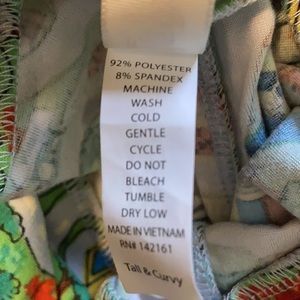 92% POLYESTER
8% SPANDEX
MACHINE
WASH
COLD
GENTLE
CYCLE
DO NOT
BLEACH
TUMBLE
DRY LOW
MADE IN VIETNAM
RN# 142161
Tall & Curvy